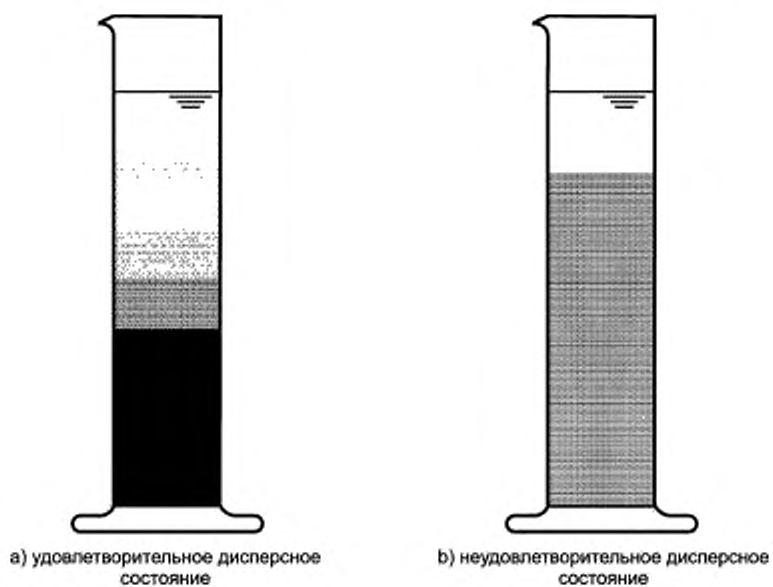 a) удовлетворительное дисперсное
состояние
b) неудовлетворительное дисперсное
состояние